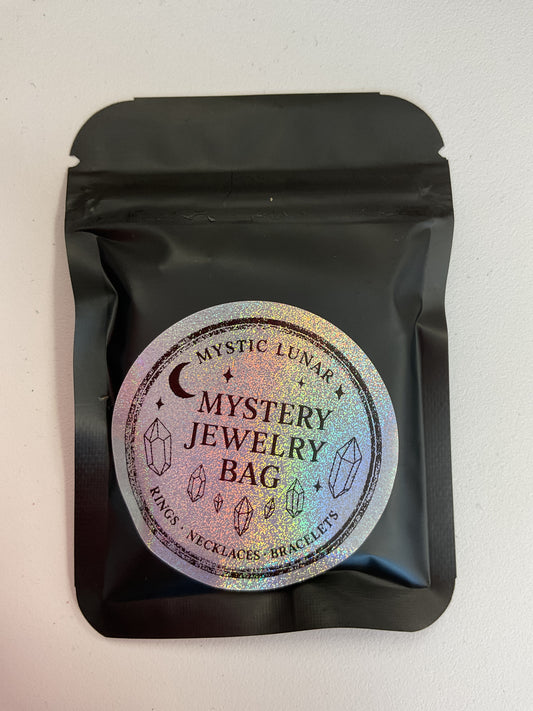 MYSTIC LUNAR
MYSTERY
JEWELRY
BAG
RINGS · NECKLACES · BRACELETS